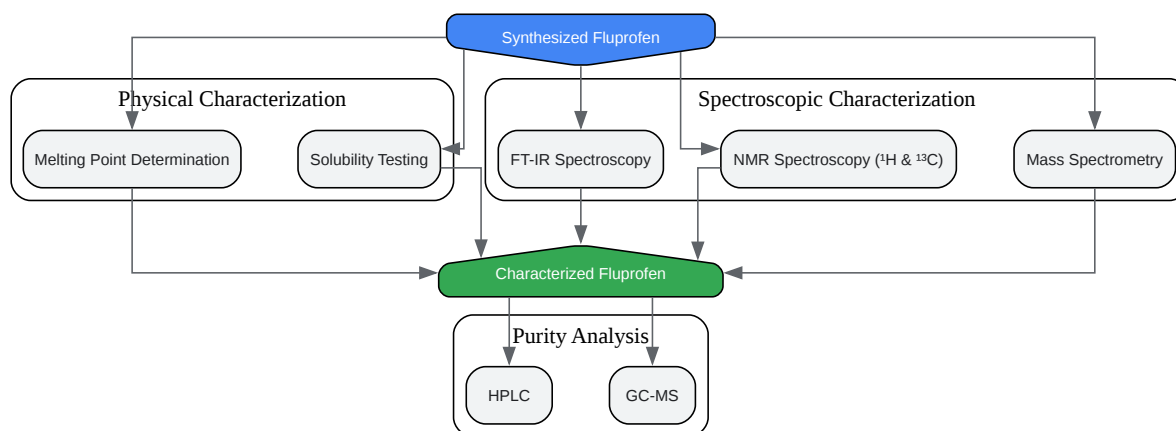 Synthesized Fluprofen
Physical Characterization
Spectroscopic Characterization
Melting Point Determination
Solubility Testing
FT-IR Spectroscopy
NMR Spectroscopy (¹H & ¹³C)
Mass Spectrometry
Characterized Fluprofen
Purity Analysis
HPLC
GC-MS